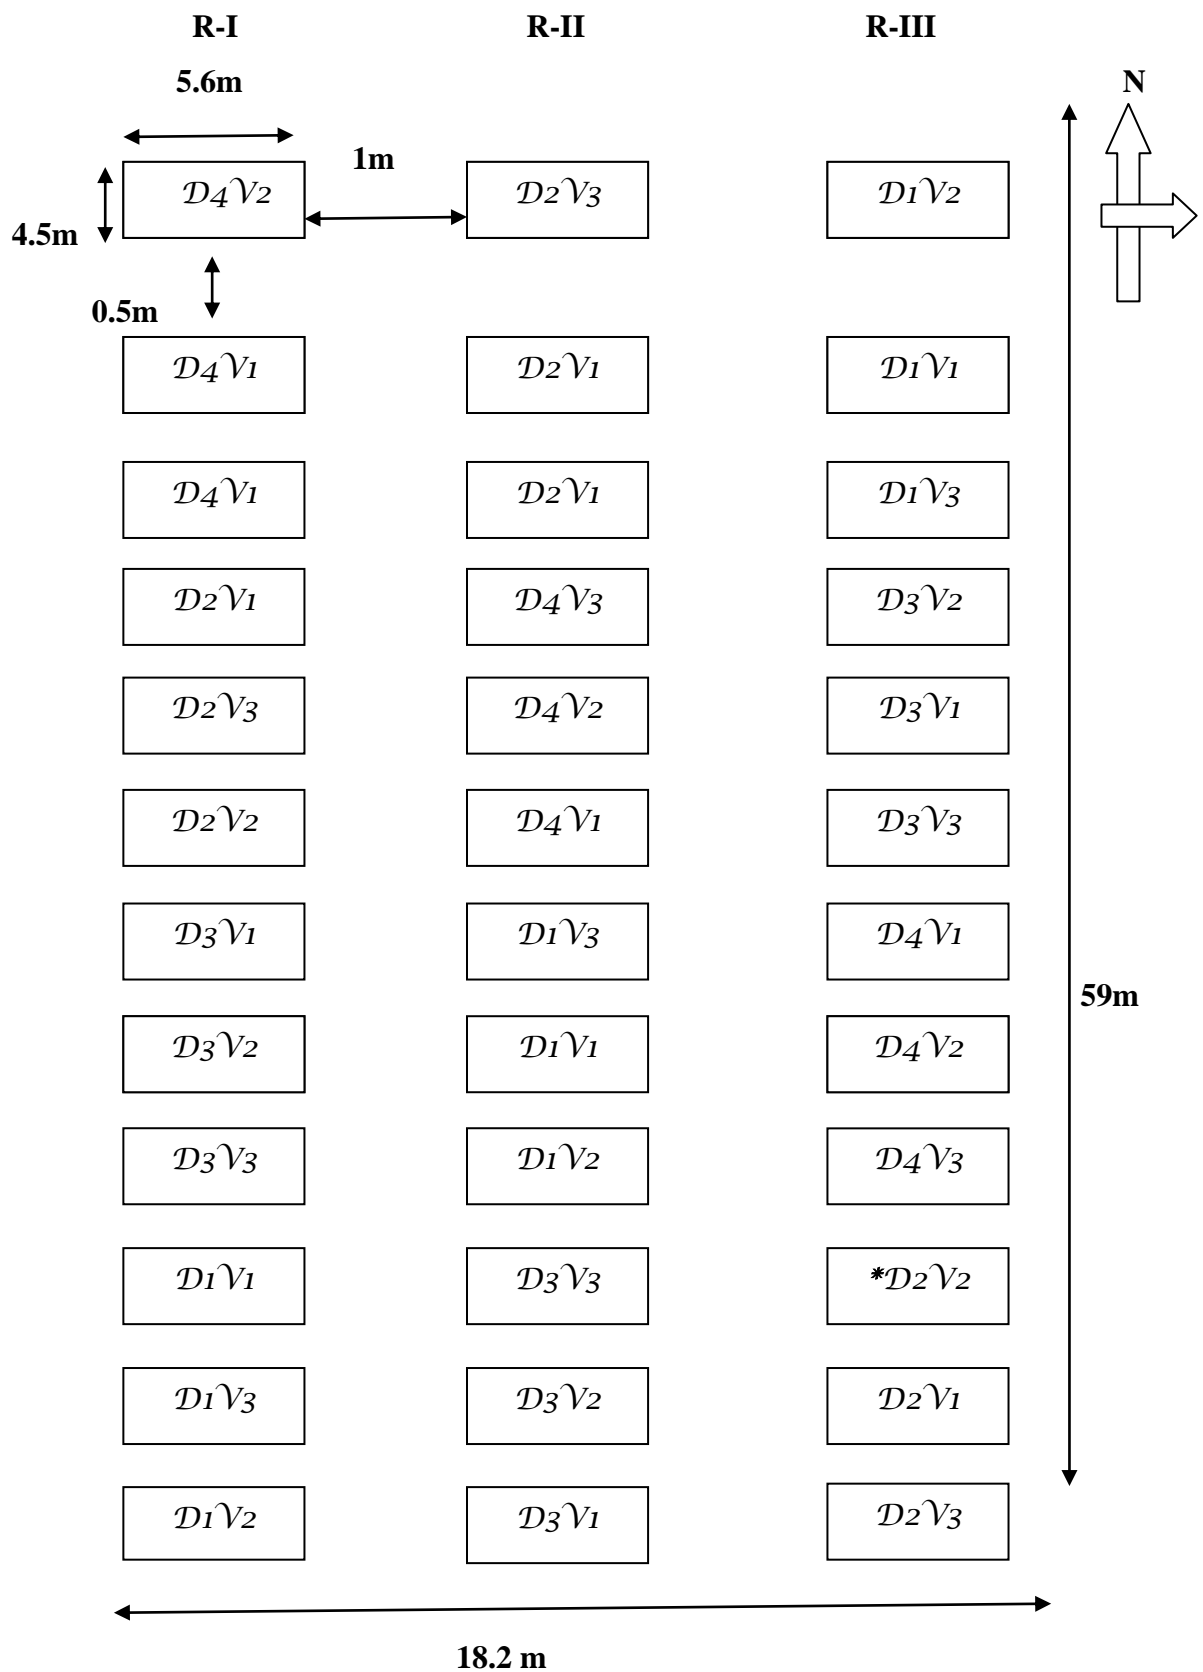 R-I R-II R-III
5.6m N
1m
D4V2 D2V3 D1V2
4.5m
0.5m
D4V1 D2V1 D1V1
D4V1 D2V1 D1V3
D2V1 D4V3 D3V2
D2V3 D4V2 D3V1
D2V2 D4V1 D3V3
D3V1 D1V3 D4V1
59m
D3V2 D1V1 D4V2
D3V3 D1V2 D4V3
D1V1 D3V3 *D2V2
D1V3 D3V2 D2V1
D1V2 D3V1 D2V3
18.2 m